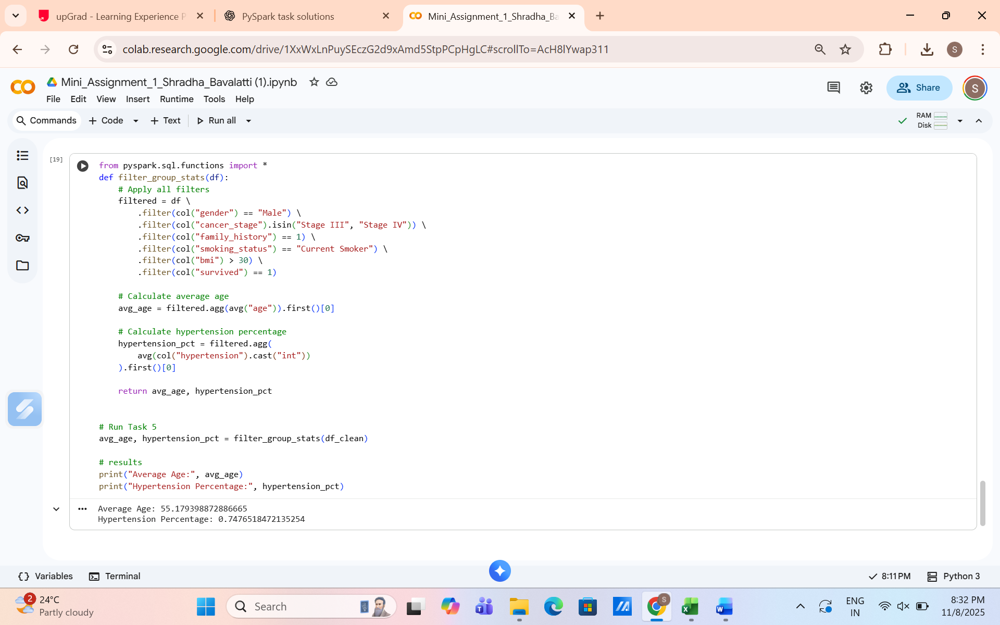 upGrad - Learning Experience P
PySpark task solutions
Mini_Assignment_1_Shradha_Ba
colab.research.google.com/drive/1XxWxLnPuySEczG2d9xAmd5StpPCpHgLC#scrollTo=AcH8lYwap311
S
Mini_Assignment_1_Shradha_Bavalatti (1).ipynb
File Edit View Insert Runtime Tools Help
Share
S
Commands + Code + Text Run all
RAM
Disk
[19]
from pyspark.sql.functions import *
def filter_group_stats(df):
    # Apply all filters
    filtered = df \
        .filter(col("gender") == "Male") \
        .filter(col("cancer_stage").isin("Stage III", "Stage IV")) \
        .filter(col("family_history") == 1) \
        .filter(col("smoking_status") == "Current Smoker") \
        .filter(col("bmi") > 30) \
        .filter(col("survived") == 1)
    # Calculate average age
    avg_age = filtered.agg(avg("age")).first()[0]
    # Calculate hypertension percentage
    hypertension_pct = filtered.agg(
        avg(col("hypertension").cast("int"))
    ).first()[0]
    return avg_age, hypertension_pct
# Run Task 5
avg_age, hypertension_pct = filter_group_stats(df_clean)
# results
print("Average Age:", avg_age)
print("Hypertension Percentage:", hypertension_pct)
Average Age: 55.179398872886665
Hypertension Percentage: 0.7476518472135254
{} Variables Terminal
8:11 PM Python 3
2
24°C
Partly cloudy
Search
T
S
X
W
ENG
IN
8:32 PM
11/8/2025